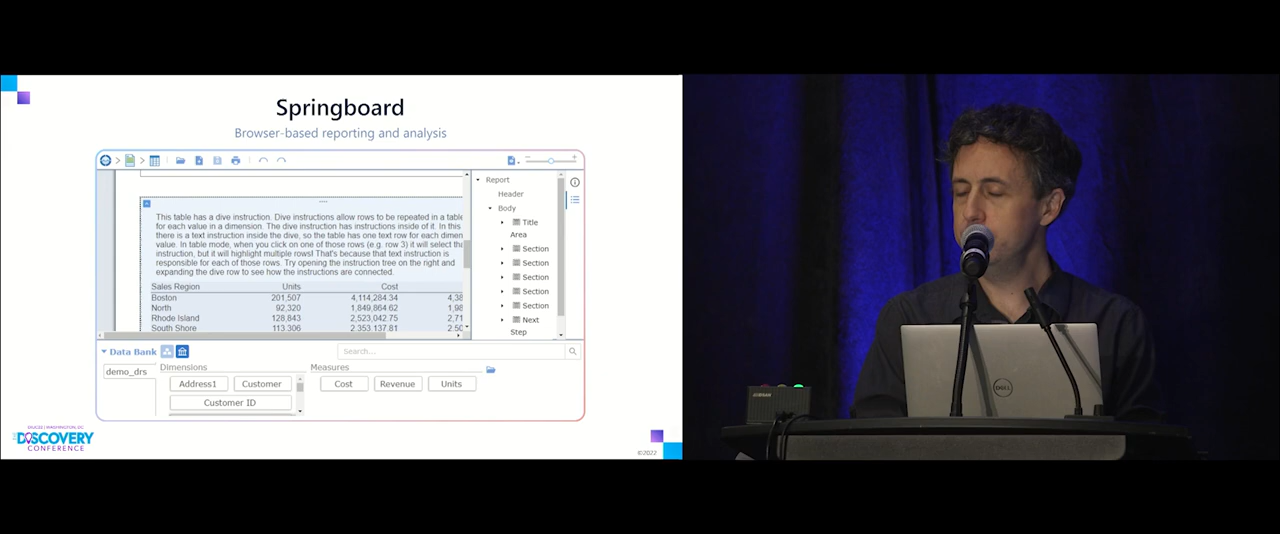 Springboard
Browser-based reporting and analysis
This table has a dive instruction. Dive instructions allow rows to be repeated in a table
for each value in a dimension. The dive instruction has instructions inside of it. In this
there is a text instruction inside the dive, so the table has one text row for each dimen
value. In table mode, when you click on one of those rows (e.g. row 3) it will select tha
instruction, but it will highlight multiple rows! That's because that text instruction is
responsible for each of those rows. Try opening the instruction tree on the right and
expanding the dive row to see how the instructions are connected.
Sales Region Units Cost
Boston 201,507 4,114,284.34 4,38
North 92,320 1,849,864.62 1,98
Rhode Island 128,843 2,523,042.75 2,71
South Shore 113,306 2,353,137.81 2,50
Report
Header
Body
Title
Area
Section
Section
Section
Section
Section
Next
Step
Data Bank
Search...
demo_drs
Dimensions
Address1 Customer
Customer ID
Measures
Cost Revenue Units
DISCOVERY
CONFERENCE
©2022
DELL